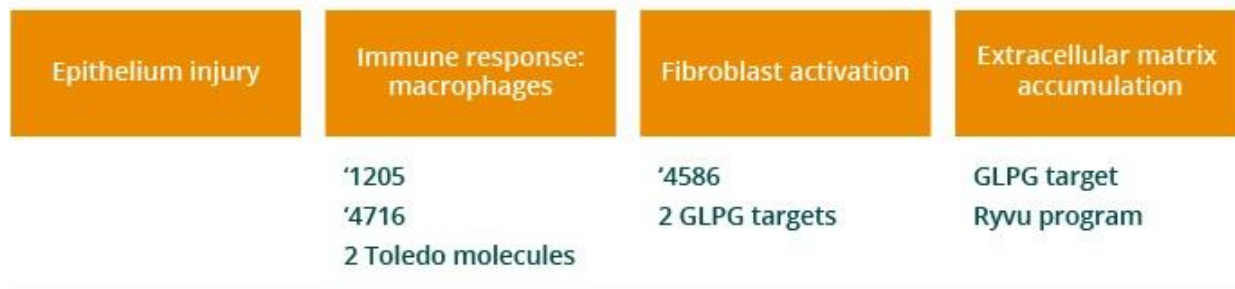 Epithelium injury
Immune response:
macrophages
Fibroblast activation
Extracellular matrix
accumulation
‘1205
‘4716
2 Toledo molecules
‘4586
2 GLPG targets
GLPG target
Ryvu program